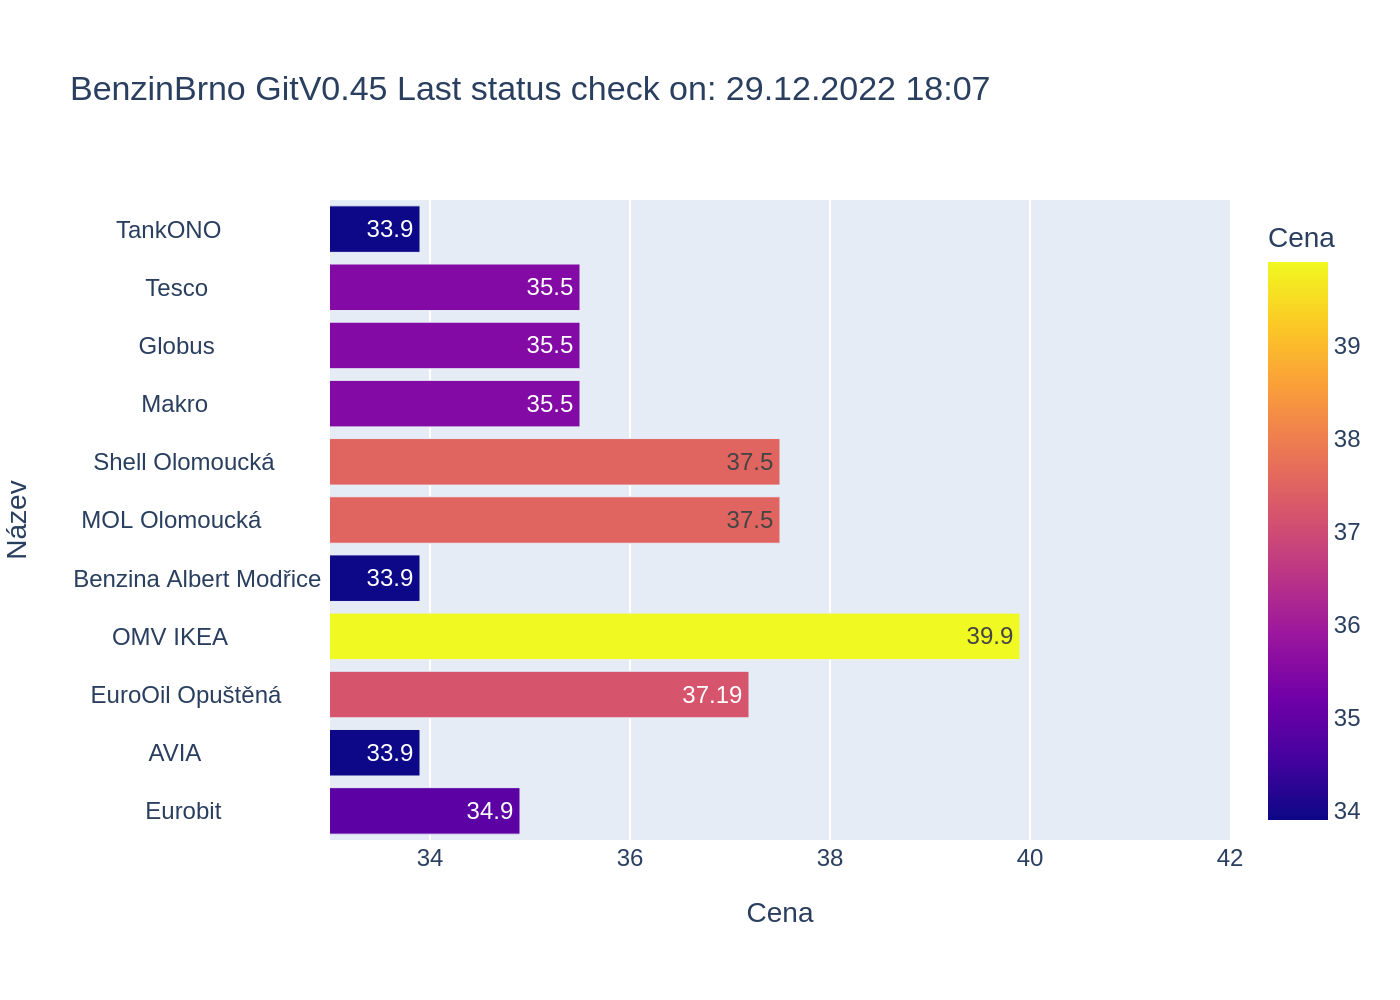 BenzinBrno GitV0.45 Last status check on: 29.12.2022 18:07
Cena
TankONO 33.9
Tesco 35.5
Globus 35.5
Makro 35.5
Shell Olomoucká 37.5
MOL Olomoucká 37.5
Benzina Albert Modřice 33.9
OMV IKEA 39.9
EuroOil Opuštěná 37.19
AVIA 33.9
Eurobit 34.9
Název
34 36 38 40 42
Cena
39
38
37
36
35
34